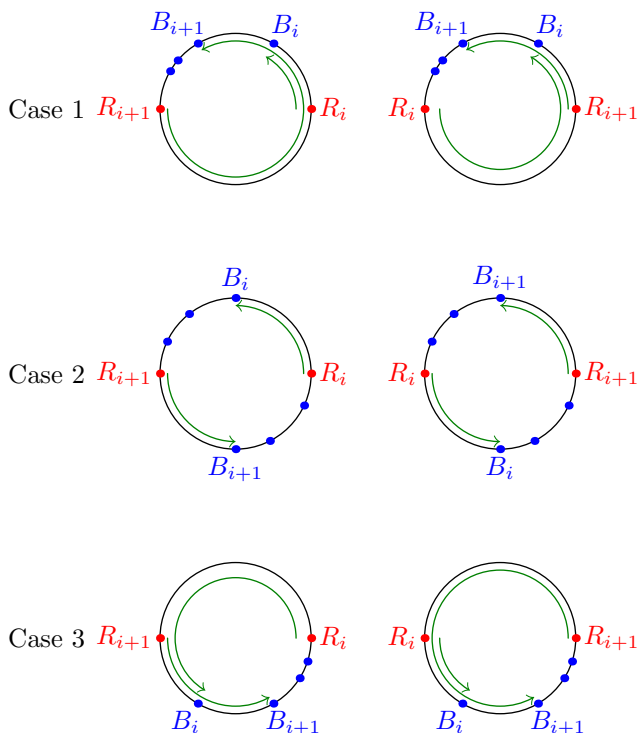 B_{i+1} B_i B_{i+1} B_i
Case 1 R_{i+1} R_i R_i R_{i+1}
B_i B_{i+1}
Case 2 R_{i+1} R_i R_i R_{i+1}
B_{i+1} B_i
Case 3 R_{i+1} R_i R_i R_{i+1}
B_i B_{i+1} B_i B_{i+1}